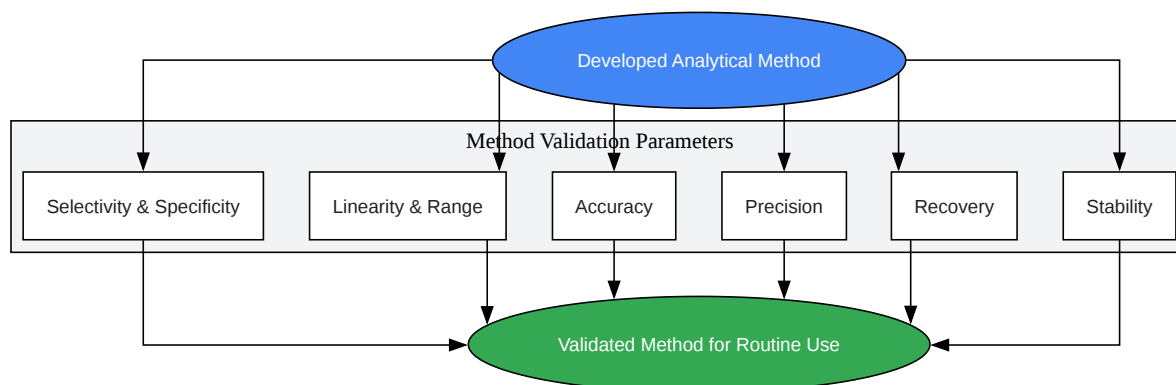 Developed Analytical Method
Method Validation Parameters
Selectivity & Specificity
Linearity & Range
Accuracy
Precision
Recovery
Stability
Validated Method for Routine Use